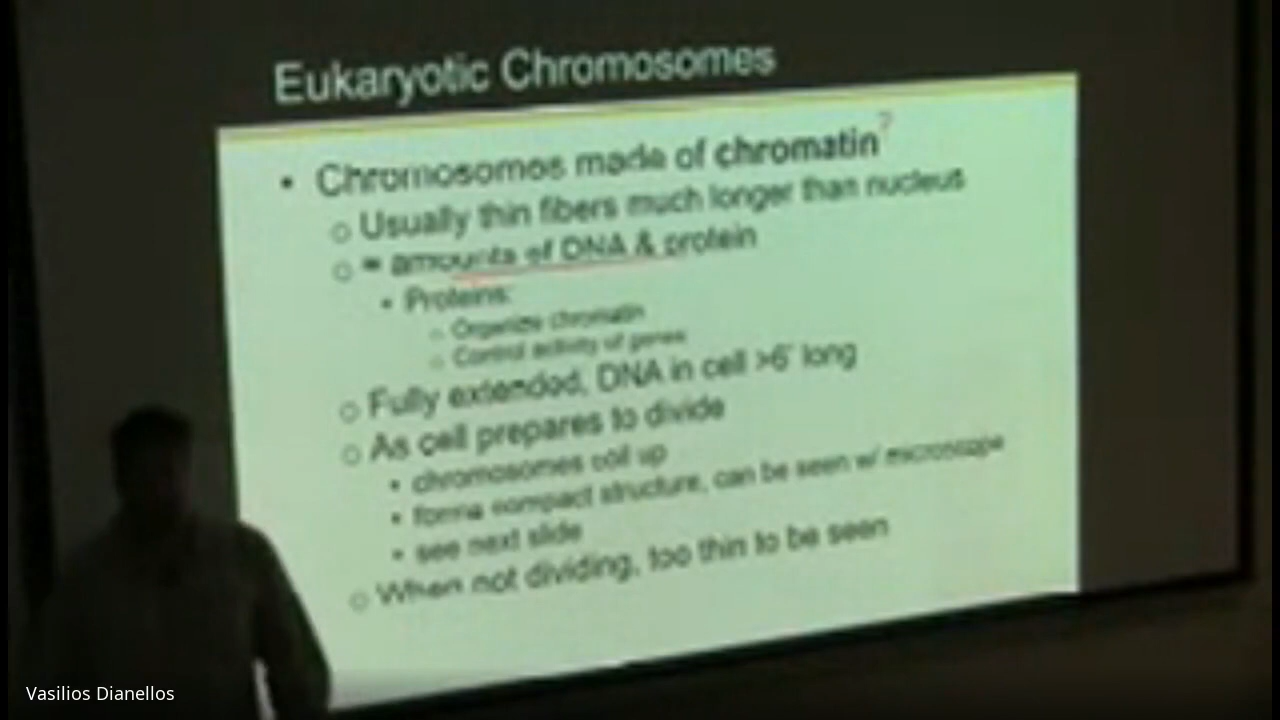 Eukaryotic Chromosomes
• Chromosomes made of chromatin?
○ Usually thin fibers much longer than nucleus
○ ≈ amounts of DNA & protein
• Proteins:
○ Organize chromatin
○ Control activity of genes
○ Fully extended, DNA in cell >6' long
○ As cell prepares to divide
• chromosomes coil up
• forms compact structure, can be seen w/ microscope
• see next slide
○ When not dividing, too thin to be seen
Vasilios Dianellos